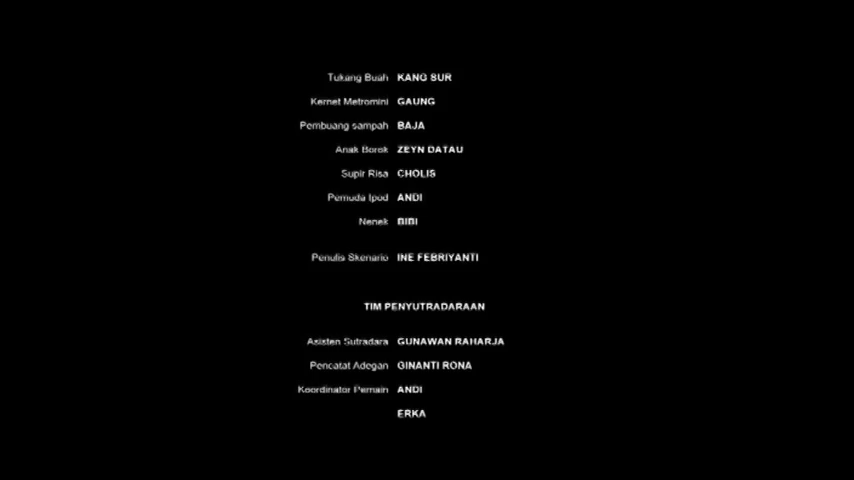 Tukang Buah KANG SUR
Kernet Metromini GAUNG
Pembuang sampah BAJA
Anak Borok ZEYN DATAU
Supir Risa CHOLIS
Pemuda Ipod ANDI
Nenek BIBI
Penulis Skenario INE FEBRIYANTI
TIM PENYUTRADARAAN
Asisten Sutradara GUNAWAN RAHARJA
Pencatat Adegan GINANTI RONA
Koordinator Pemain ANDI
ERKA